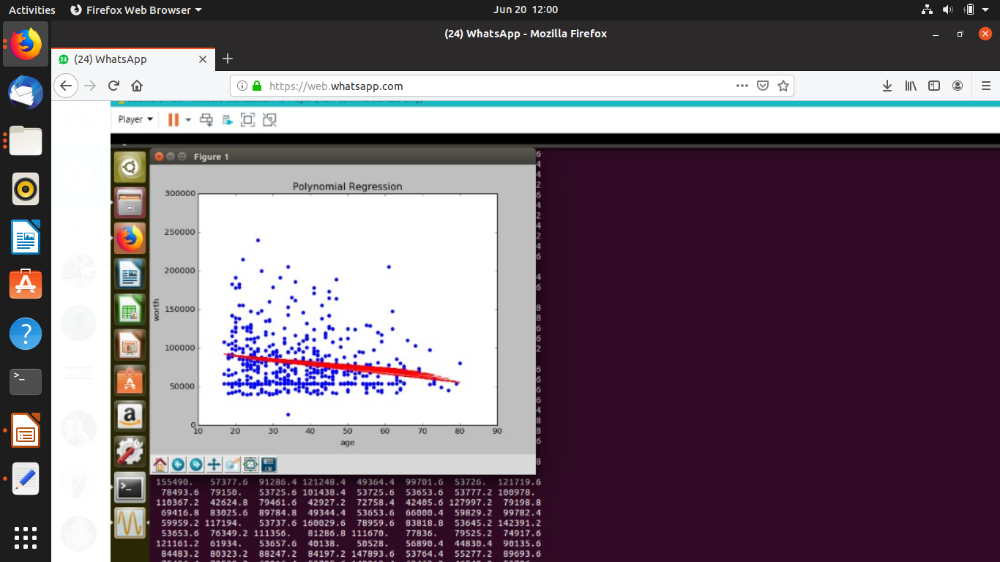 Activities Firefox Web Browser Jun 20 12:00
(24) WhatsApp - Mozilla Firefox
24 (24) WhatsApp
https://web.whatsapp.com
Player
Figure 1
Polynomial Regression
300000
250000
200000
150000
100000
50000
0
worth
10 20 30 40 50 60 70 80 90
age
155490. 57377.6 91286.4 121248.4 49364.4 99701.6 53726. 121719.6
78493.6 79150. 53725.6 101438.4 53725.6 53653.6 53777.2 100978.
110367.2 42624.8 79461.6 42927.2 72758.4 42405.6 127997.2 79198.8
69416.8 83025.6 89784.8 49344.4 53653.6 66000.4 59829.2 99782.4
59959.2 117194. 53737.6 160029.6 78959.6 83818.8 53645.2 142391.2
53653.6 76349.2 111356. 81286.8 111670. 77836. 79525.2 74917.6
121161.2 61934. 53657.6 40138. 50528. 56890.4 44830.4 90135.6
84483.2 80323.2 88247.2 84197.2 147893.6 53764.4 55277.2 89693.6